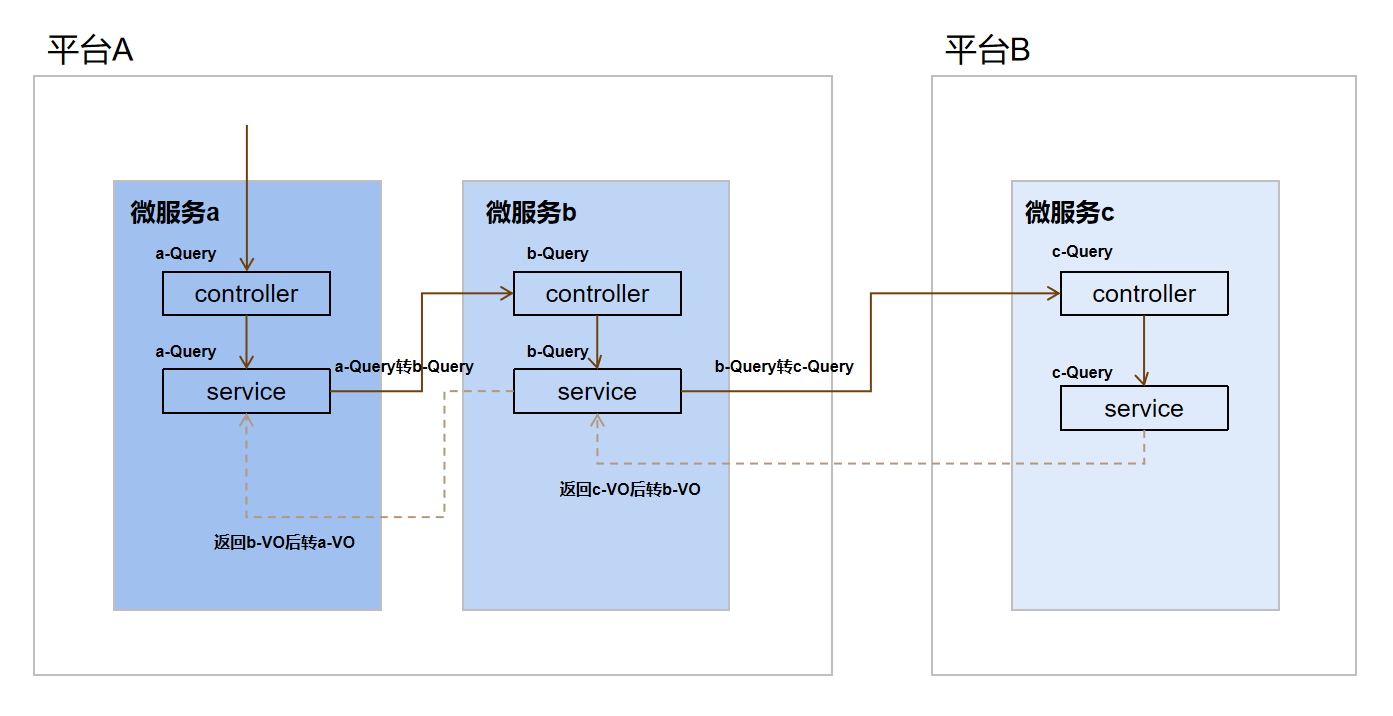 平台A
平台B
微服务a
微服务b
微服务c
a-Query
b-Query
c-Query
controller
controller
controller
a-Query
b-Query
c-Query
a-Query转b-Query
b-Query转c-Query
service
service
service
返回c-VO后转b-VO
返回b-VO后转a-VO